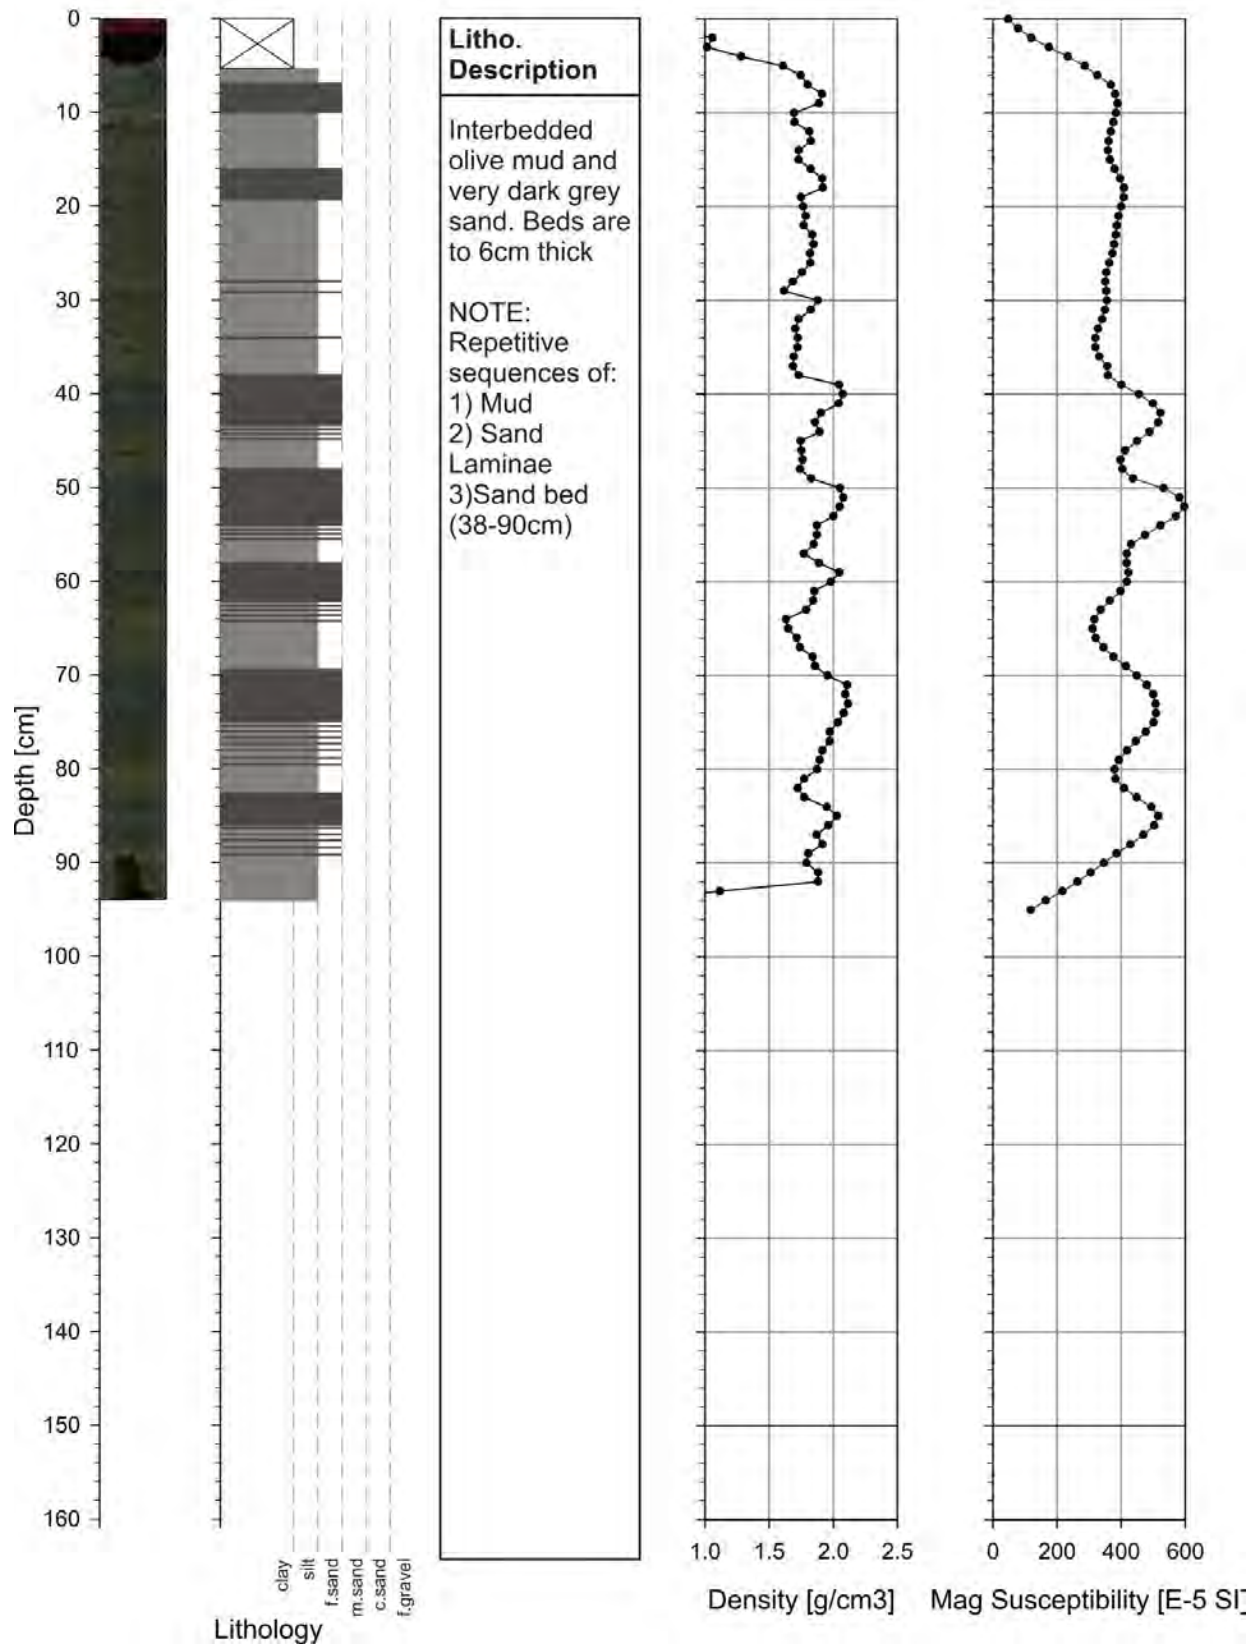 Litho.
Description
Interbedded
olive mud and
very dark grey
sand. Beds are
to 6cm thick
NOTE:
Repetitive
sequences of:
1) Mud
2) Sand
Laminae
3)Sand bed
(38-90cm)
Depth [cm]
0
10
20
30
40
50
60
70
80
90
100
110
120
130
140
150
160
clay
silt
f.sand
m.sand
c.sand
f.gravel
Lithology
1.0 1.5 2.0 2.5
Density [g/cm3]
0 200 400 600
Mag Susceptibility [E-5 SI]